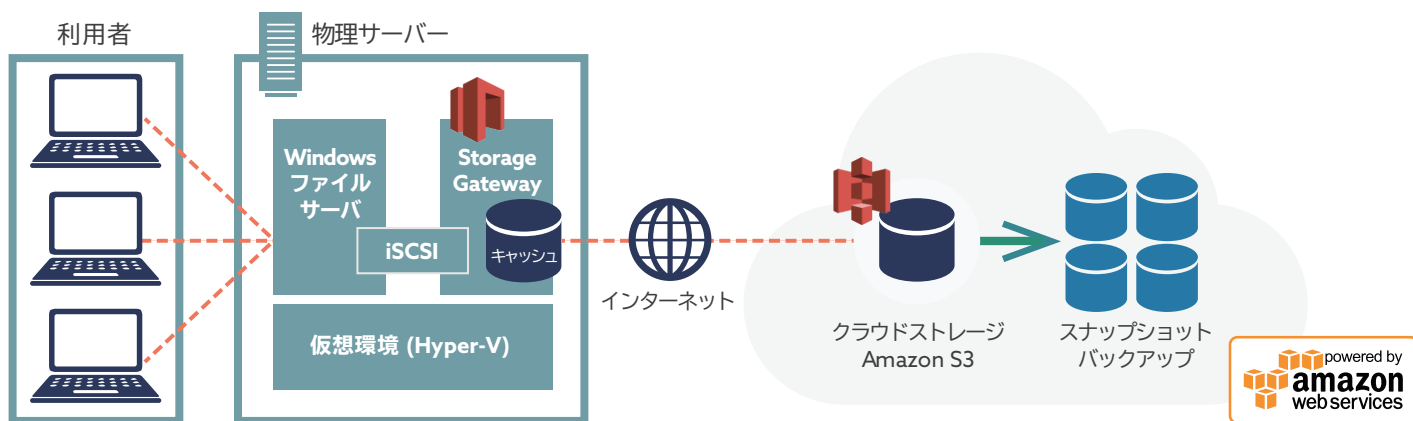 利用者
物理サーバー
Windows
ファイル
サーバ
Storage
Gateway
iSCSI
キャッシュ
仮想環境 (Hyper-V)
インターネット
クラウドストレージ
Amazon S3
スナップショット
バックアップ
powered by
amazon
web services